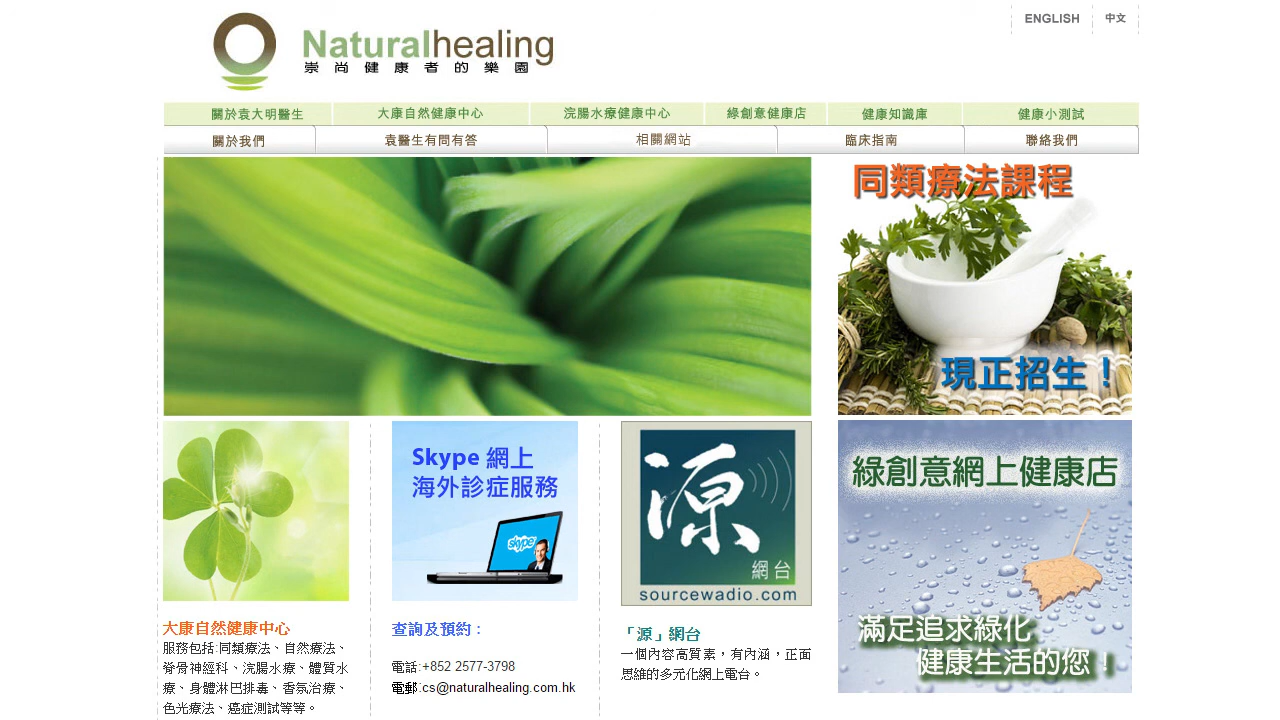 ENGLISH 中文
Naturalhealing
崇尚健康者的樂園
關於袁大明醫生 大康自然健康中心 浣腸水療健康中心 綠創意健康店 健康知識庫 健康小測試
關於我們 袁醫生有問有答 相關網站 臨床指南 聯絡我們
同類療法課程
現正招生！
Skype 網上
海外診症服務
skype
源
網台
sourcewadio.com
綠創意網上健康店
滿足追求綠化
健康生活的您！
大康自然健康中心
服務包括:同類療法、自然療法、
脊骨神經科、浣腸水療、體質水
療、身體淋巴排毒、香氛治療、
色光療法、癌症測試等等。
查詢及預約：
電話:+852 2577-3798
電郵:cs@naturalhealing.com.hk
「源」網台
一個內容高質素，有內涵，正面
思維的多元化網上電台。